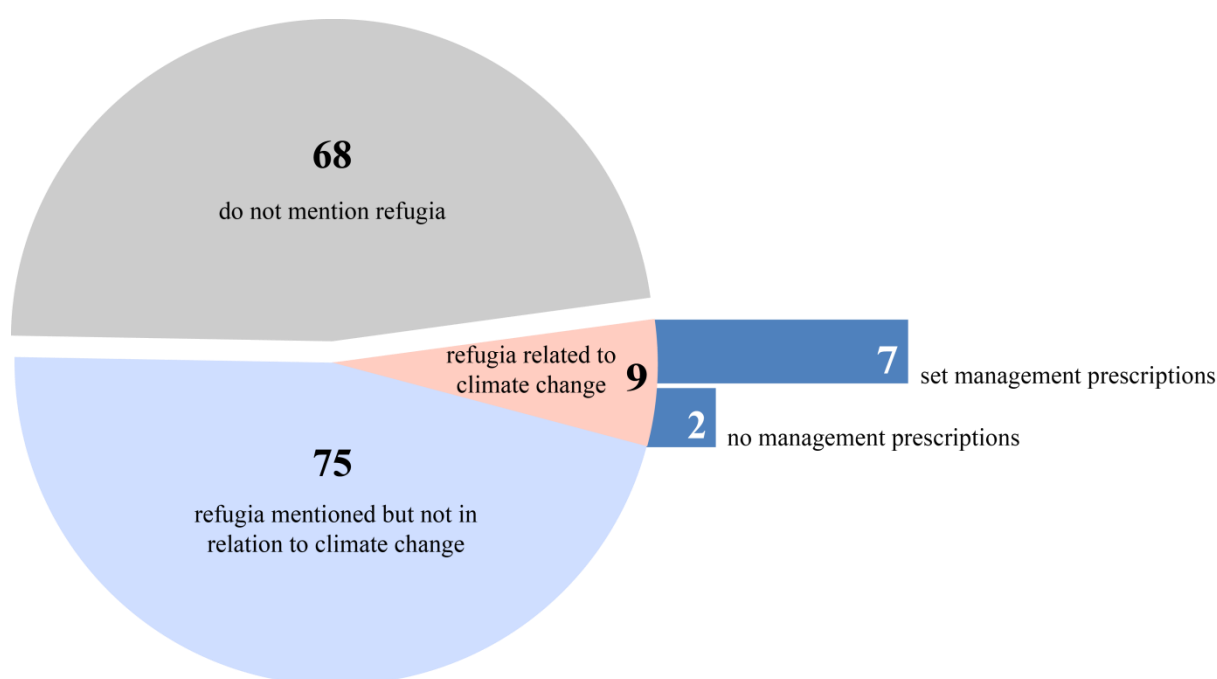 68
do not mention refugia
refugia related to
climate change
9
7
set management prescriptions
2
no management prescriptions
75
refugia mentioned but not in
relation to climate change